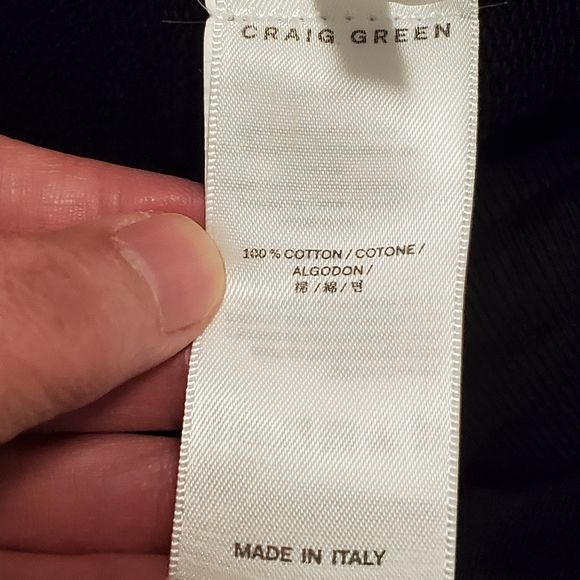 CRAIG GREEN
100 % COTTON / COTONE /
ALGODON /
棉 / 綿 / 면
MADE IN ITALY